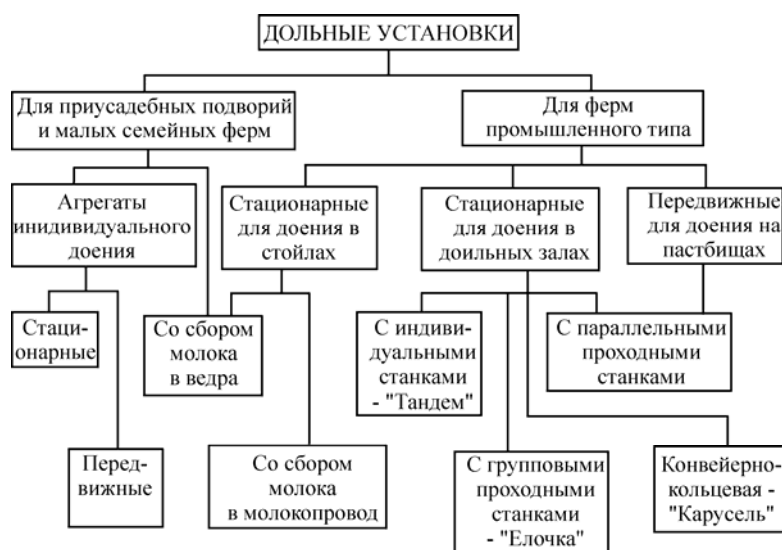 ДОЛЬНЫЕ УСТАНОВКИ
Для приусадебных подворий
и малых семейных ферм
Для ферм
промышленного типа
Агрегаты
инидивидуального
доения
Стационарные
для доения в
стойлах
Стационарные
для доения в
доильных залах
Передвижные
для доения на
пастбищах
Стаци-
онарные
Со сбором
молока
в ведра
С индиви-
дуальными
станками
- "Тандем"
С параллельными
проходными
станками
Перед-
вижные
Со сбором
молока
в молокопровод
С групповыми
проходными
станками
- "Елочка"
Конвейерно-
кольцевая -
"Карусель"